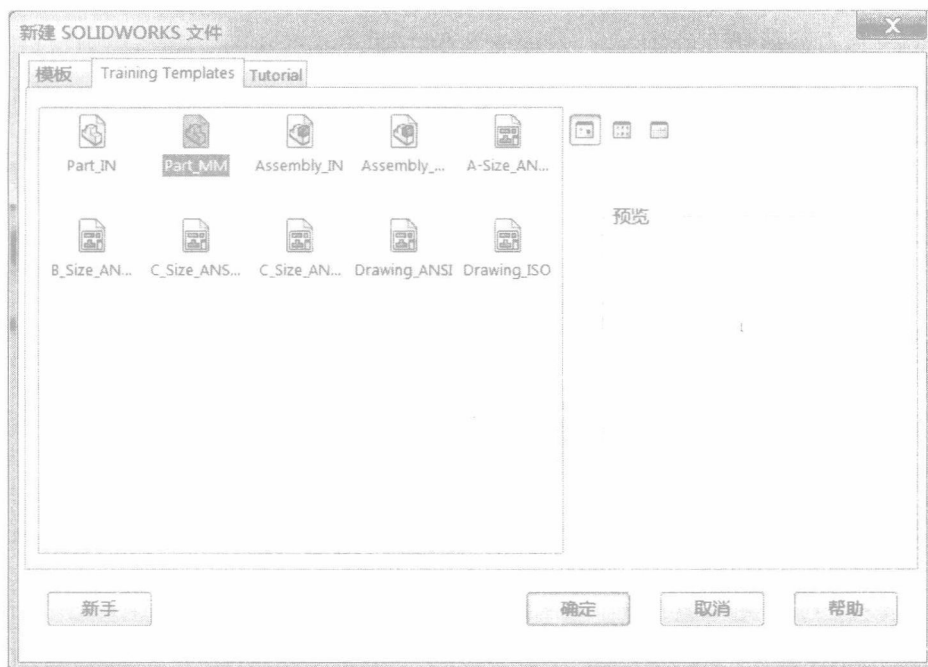 新建 SOLIDWORKS 文件
模板 Training Templates Tutorial
Part_IN Part_MM Assembly_IN Assembly_... A-Size_AN...
预览
B_Size_AN... C_Size_ANS... C_Size_AN... Drawing_ANSI Drawing_ISO
新手 确定 取消 帮助